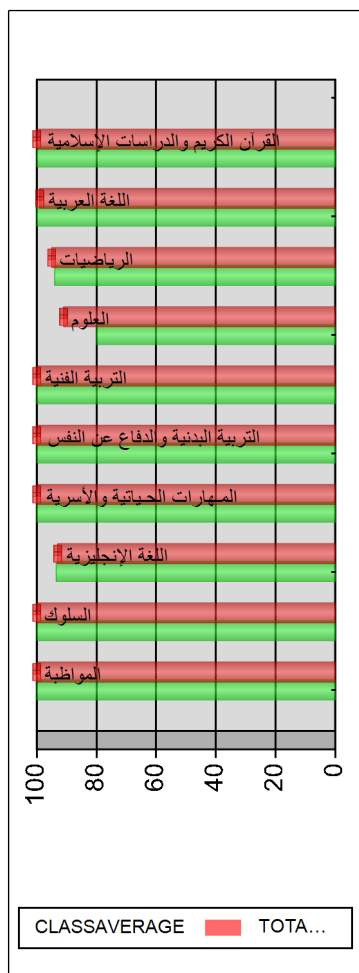 القرآن الكريم والدراسات الإسلامية
اللغة العربية
الرياضيات
العلوم
التربية الفنية
التربية البدنية والدفاع عن النفس
المهارات الحياتية والأسرية
اللغة الإنجليزية
السلوك
المواظبة
100 80 60 40 20 0
CLASSAVERAGE TOTA...